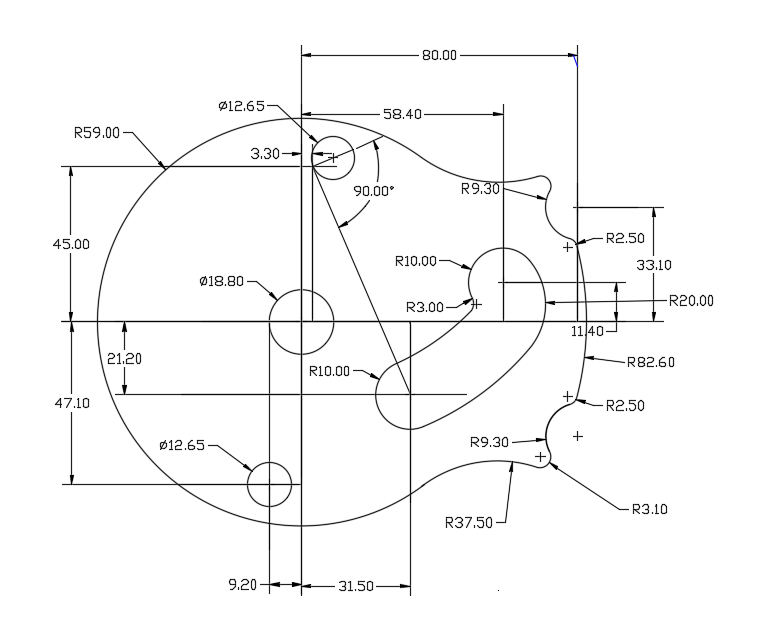 80.00
Ø12.65
58.40
R59.00
3.30
90.00°
R9.30
R2.50
45.00
R10.00
33.10
Ø18.80
R3.00
R20.00
11.40
21.20
R82.60
R10.00
47.10
R2.50
Ø12.65
R9.30
R3.10
R37.50
9.20
31.50